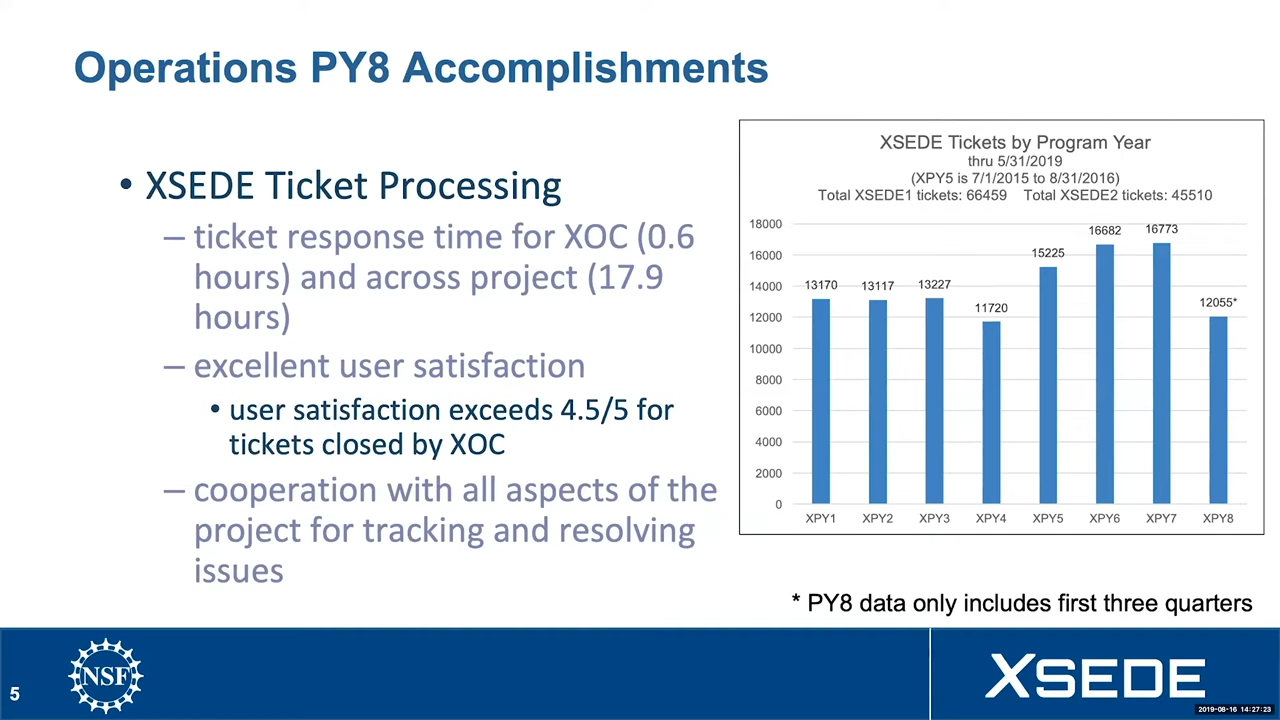 Operations PY8 Accomplishments
• XSEDE Ticket Processing
– ticket response time for XOC (0.6
hours) and across project (17.9
hours)
– excellent user satisfaction
• user satisfaction exceeds 4.5/5 for
tickets closed by XOC
– cooperation with all aspects of the
project for tracking and resolving
issues
XSEDE Tickets by Program Year
thru 5/31/2019
(XPY5 is 7/1/2015 to 8/31/2016)
Total XSEDE1 tickets: 66459 Total XSEDE2 tickets: 45510
18000
16000
14000
12000
10000
8000
6000
4000
2000
0
13170
13117
13227
11720
15225
16682
16773
12055*
XPY1 XPY2 XPY3 XPY4 XPY5 XPY6 XPY7 XPY8
* PY8 data only includes first three quarters
5
NSF
XSEDE
2019-08-16 14:27:23